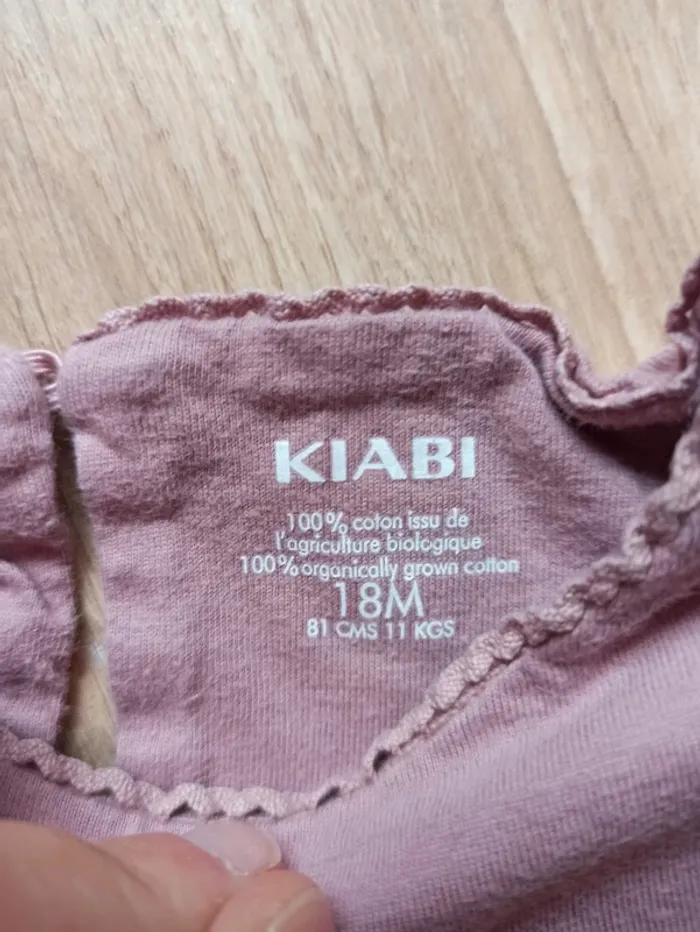 KIABI
100% coton issu de
l'agriculture biologique
100% organically grown cotton
18M
81 CMS 11 KGS